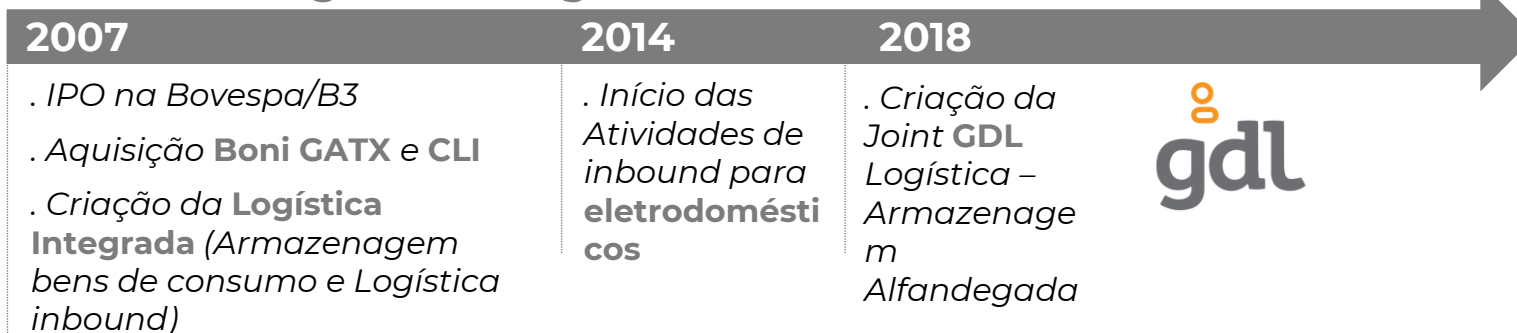 2007
. IPO na Bovespa/B3
. Aquisição Boni GATX e CLI
. Criação da Logística
Integrada (Armazenagem
bens de consumo e Logística
inbound)
2014
. Início das
Atividades de
inbound para
eletrodomésti
cos
2018
. Criação da
Joint GDL
Logística –
Armazenage
m
Alfandegada
gdl